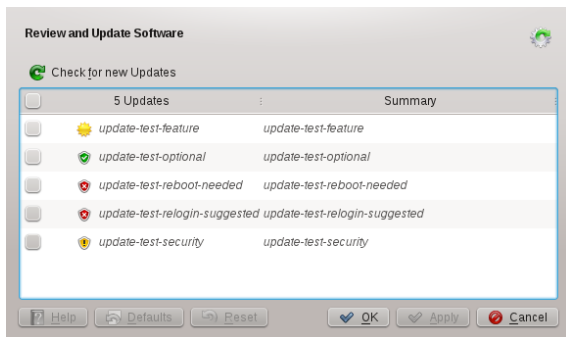 Review and Update Software
Check for new Updates
5 Updates Summary
update-test-feature update-test-feature
update-test-optional update-test-optional
update-test-reboot-needed update-test-reboot-needed
update-test-relogin-suggested update-test-relogin-suggested
update-test-security update-test-security
Help Defaults Reset OK Apply Cancel